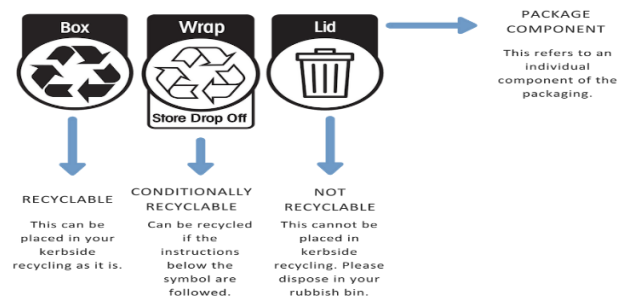 Box
Wrap
Lid
Store Drop Off
PACKAGE
COMPONENT
This refers to an
individual
component of the
packaging.
RECYCLABLE
This can be
placed in your
kerbside
recycling as it is.
CONDITIONALLY
RECYCLABLE
Can be recycled
if the
instructions
below the
symbol are
followed.
NOT
RECYCLABLE
This cannot be
placed in
kerbside
recycling. Please
dispose in your
rubbish bin.